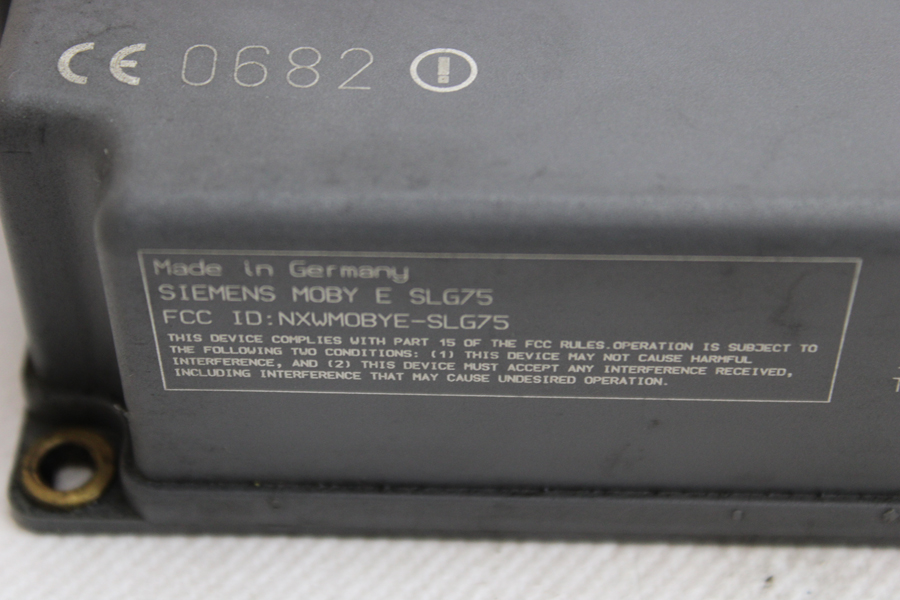 CE 0682
Made in Germany
SIEMENS MOBY E SLG75
FCC ID:NXWMOBYE-SLG75
THIS DEVICE COMPLIES WITH PART 15 OF THE FCC RULES.OPERATION IS SUBJECT TO
THE FOLLOWING TWO CONDITIONS: (1) THIS DEVICE MAY NOT CAUSE HARMFUL
INTERFERENCE, AND (2) THIS DEVICE MUST ACCEPT ANY INTERFERENCE RECEIVED,
INCLUDING INTERFERENCE THAT MAY CAUSE UNDESIRED OPERATION.